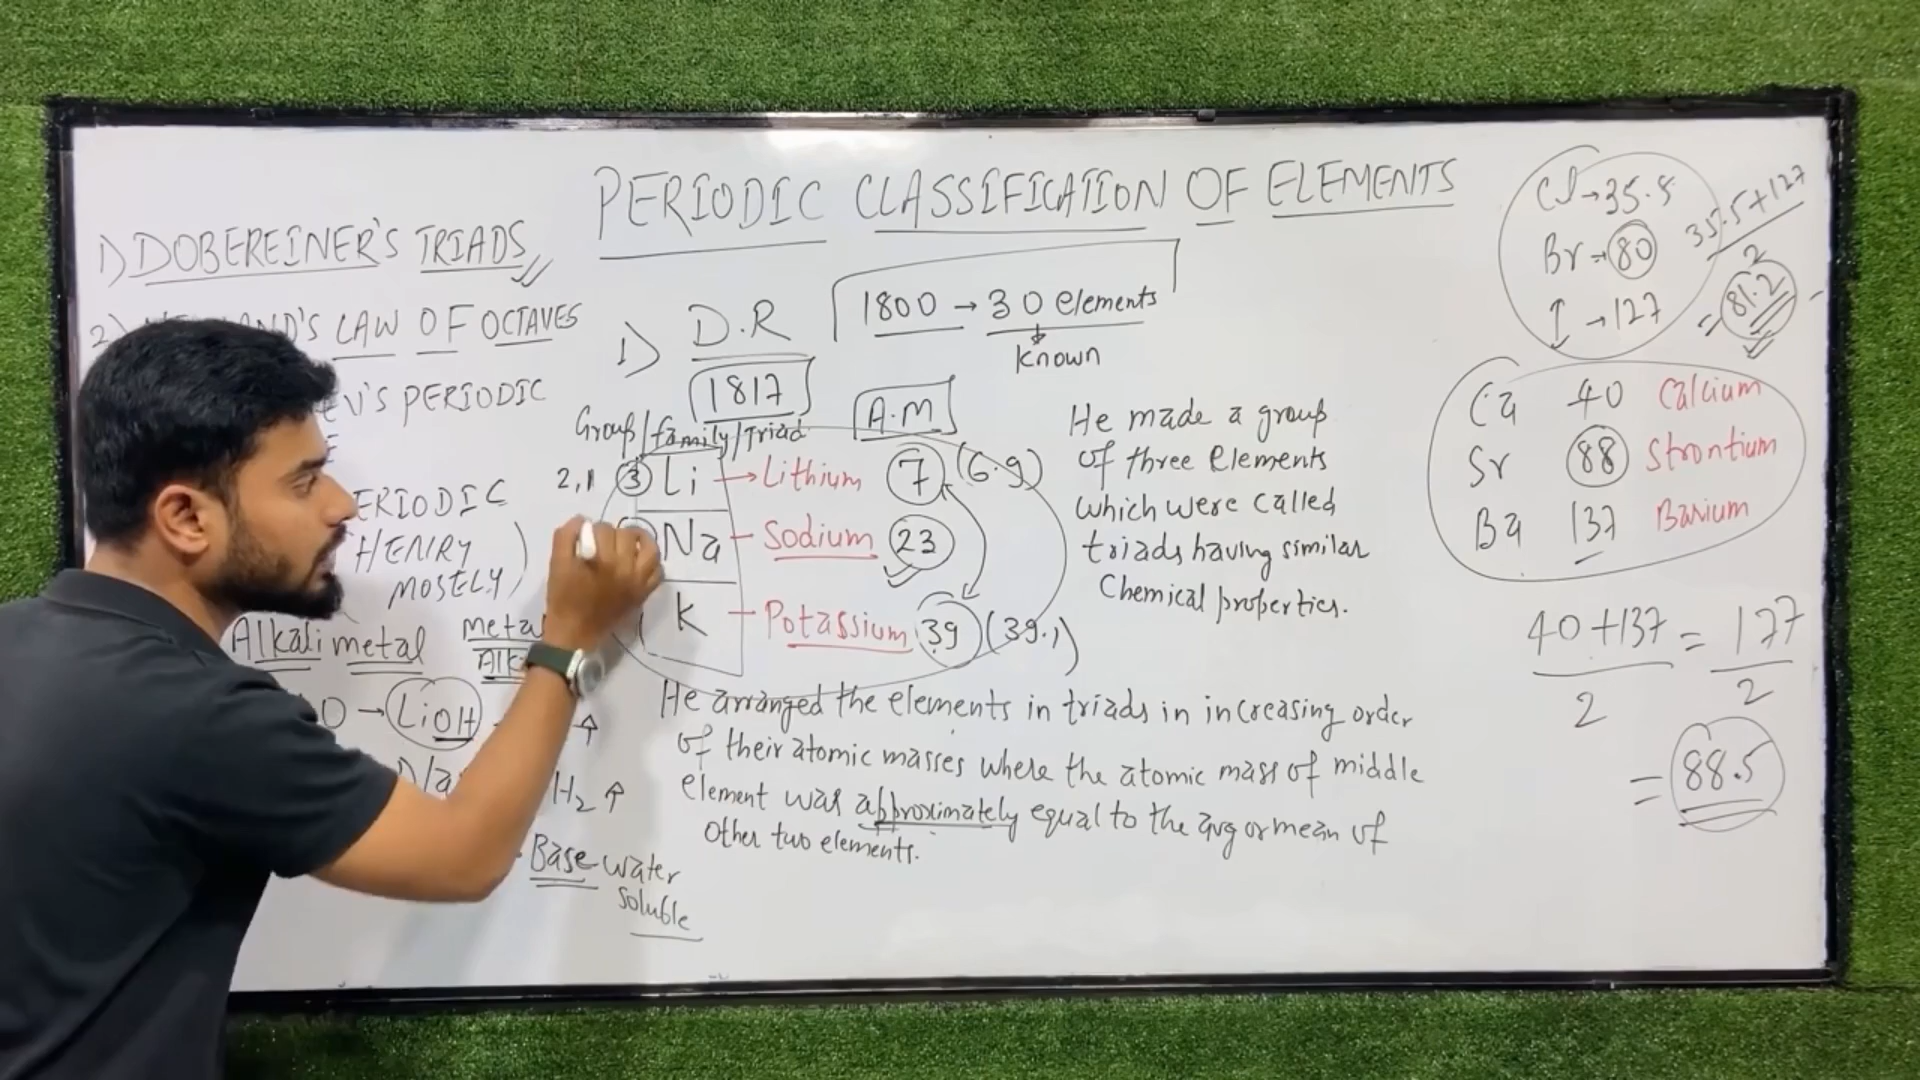 PERIODIC CLASSIFICATION OF ELEMENTS
1) DOBEREINER'S TRIADS
2) LAW OF OCTAVES
PERIODIC
PERIODIC
(HENRY
MOSELY)
Alkali metal
LiOH
H2 ↑
Base water
soluble
1) D.R
1817
1800 → 30 elements
known
Group/family/Triad
A.M
2,1 3 Li → Lithium 7 (6.9)
Na - Sodium 23
K - Potassium 39 (39.1)
He made a group
of three elements
which were called
triads having similar
Chemical properties.
He arranged the elements in triads in increasing order
of their atomic masses where the atomic mass of middle
element was approximately equal to the avg or mean of
other two elements.
Cl → 35.5
Br → 80
I → 127
35.5+127
2
= 81.2
Ca 40 Calcium
Sr 88 Strontium
Ba 137 Barium
40+137 = 177
2 2
= 88.5